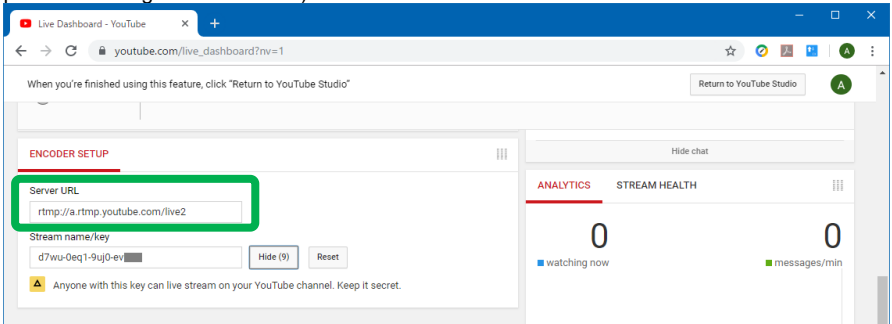 Live Dashboard - YouTube
youtube.com/live_dashboard?nv=1
A
When you're finished using this feature, click "Return to YouTube Studio"
Return to YouTube Studio
A
ENCODER SETUP
Hide chat
Server URL
rtmp://a.rtmp.youtube.com/live2
ANALYTICS STREAM HEALTH
Stream name/key
d7wu-0eq1-9uj0-ev
Hide (9)
Reset
0
watching now
0
messages/min
Anyone with this key can live stream on your YouTube channel. Keep it secret.